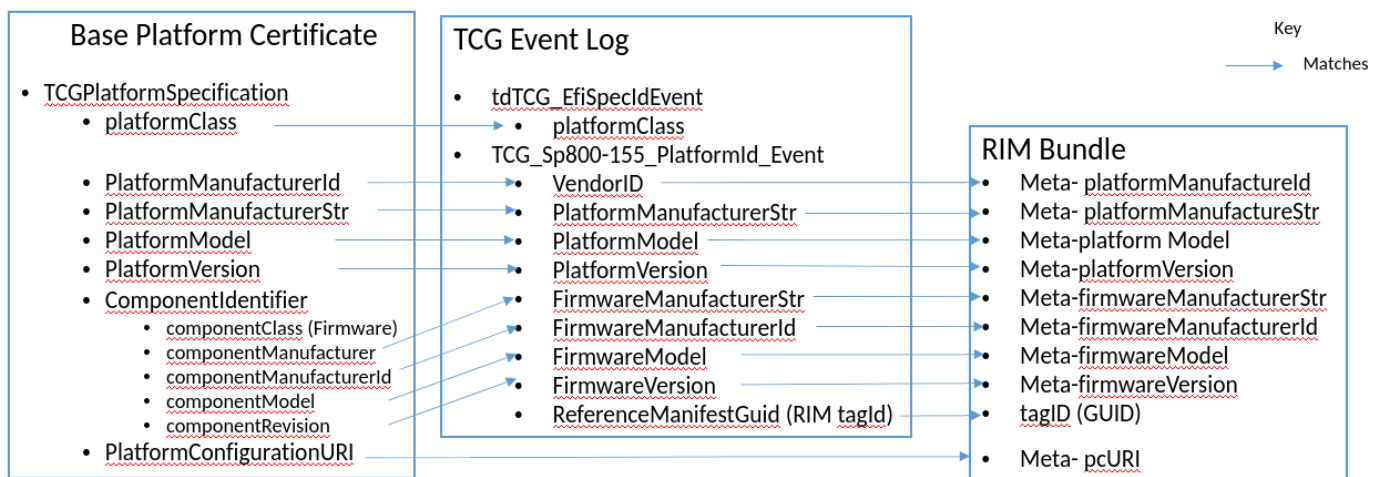 Base Platform Certificate
• TCGPlatformSpecification
• platformClass
• PlatformManufacturerId
• PlatformManufacturerStr
• PlatformModel
• PlatformVersion
• ComponentIdentifier
• componentClass (Firmware)
• componentManufacturer
• componentManufacturerId
• componentModel
• componentRevision
• PlatformConfigurationURI
TCG Event Log
• tdTCG_EfiSpecIdEvent
• platformClass
• TCG_Sp800-155_PlatformId_Event
• VendorID
• PlatformManufacturerStr
• PlatformModel
• PlatformVersion
• FirmwareManufacturerStr
• FirmwareManufacturerId
• FirmwareModel
• FirmwareVersion
• ReferenceManifestGuid (RIM tagId)
Key
Matches
RIM Bundle
• Meta- platformManufactureId
• Meta- platformManufactureStr
• Meta-platform Model
• Meta-platformVersion
• Meta-firmwareManufacturerStr
• Meta-firmwareManufacturerId
• Meta-firmwareModel
• Meta-firmwareVersion
• tagID (GUID)
• Meta- pcURI